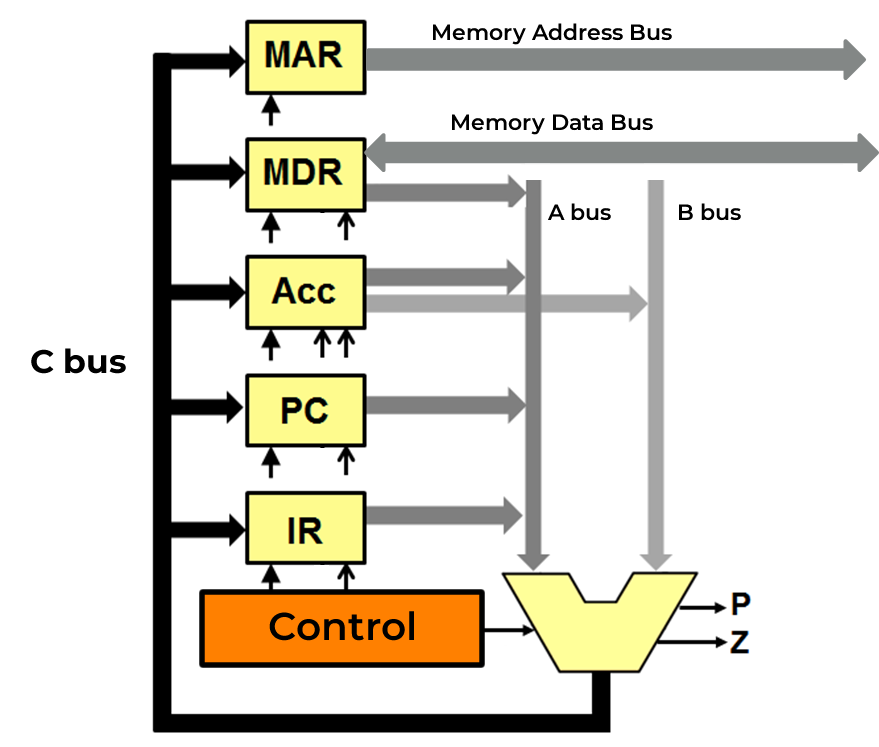 Memory Address Bus
MAR
Memory Data Bus
MDR
A bus
B bus
Acc
C bus
PC
IR
Control
P
Z